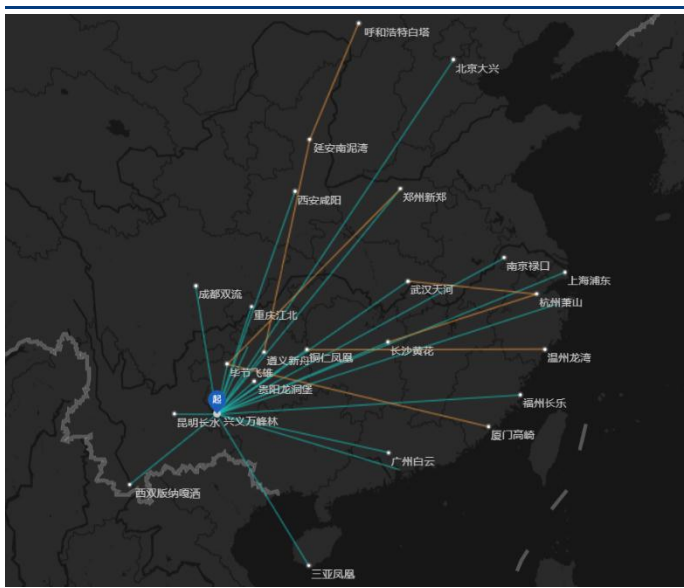 呼和浩特白塔
北京大兴
延安南泥湾
西安咸阳
郑州新郑
南京禄口
上海浦东
成都双流
武汉天河
杭州萧山
重庆江北
长沙黄花
遵义新舟
铜仁凤凰
温州龙湾
毕节飞雄
贵阳龙洞堡
起
福州长乐
昆明长水
兴义万峰林
厦门高崎
广州白云
西双版纳嘎洒
三亚凤凰